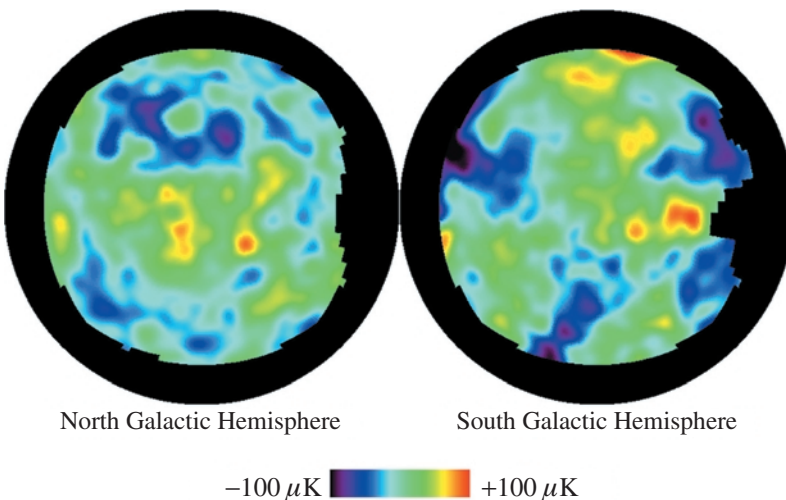 North Galactic Hemisphere
South Galactic Hemisphere
−100 μK
+100 μK